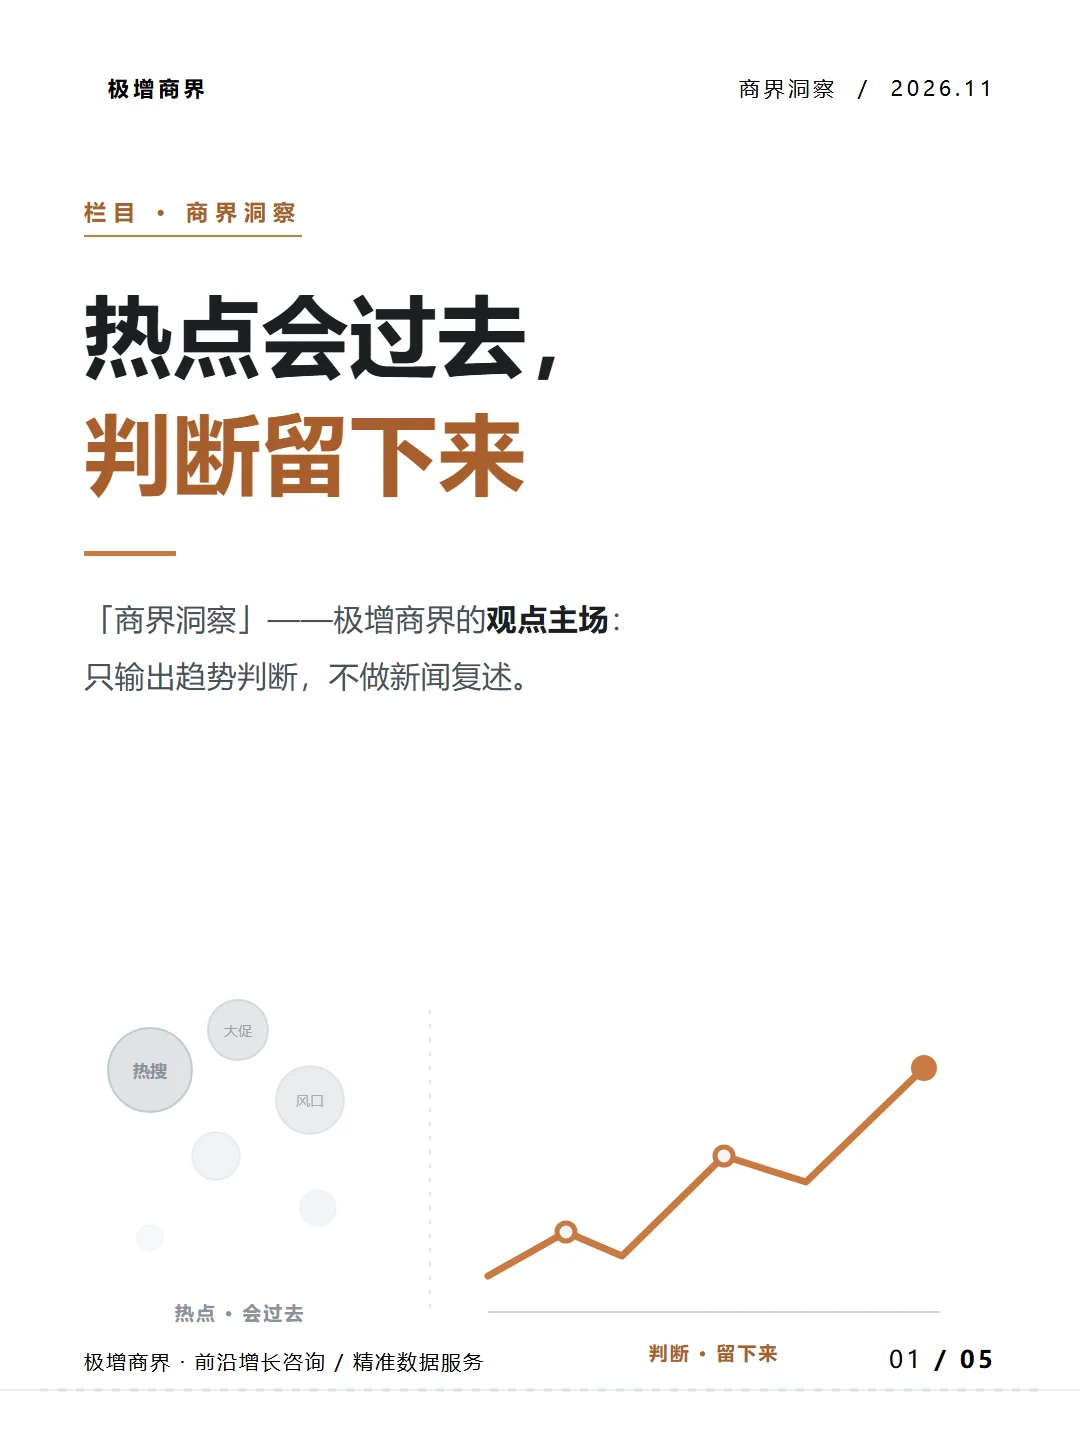 极增商界
商界洞察 / 2026.11
栏目 · 商界洞察
热点会过去，
判断留下来
「商界洞察」——极增商界的观点主场：
只输出趋势判断，不做新闻复述。
大促
热搜
风口
热点 · 会过去
判断 · 留下来
极增商界 · 前沿增长咨询 / 精准数据服务
01 / 05